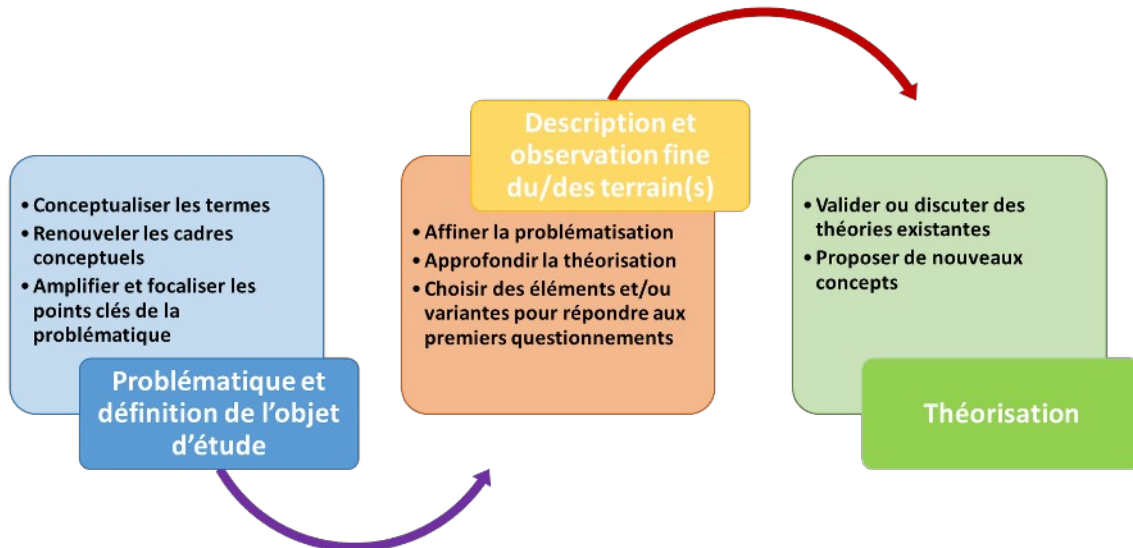 • Conceptualiser les termes
• Renouveler les cadres
conceptuels
• Amplifier et focaliser les
points clés de la
problématique
Problématique et
définition de l'objet
d'étude
Description et
observation fine
du/des terrain(s)
• Affiner la problématisation
• Approfondir la théorisation
• Choisir des éléments et/ou
variantes pour répondre aux
premiers questionnements
• Valider ou discuter des
théories existantes
• Proposer de nouveaux
concepts
Théorisation